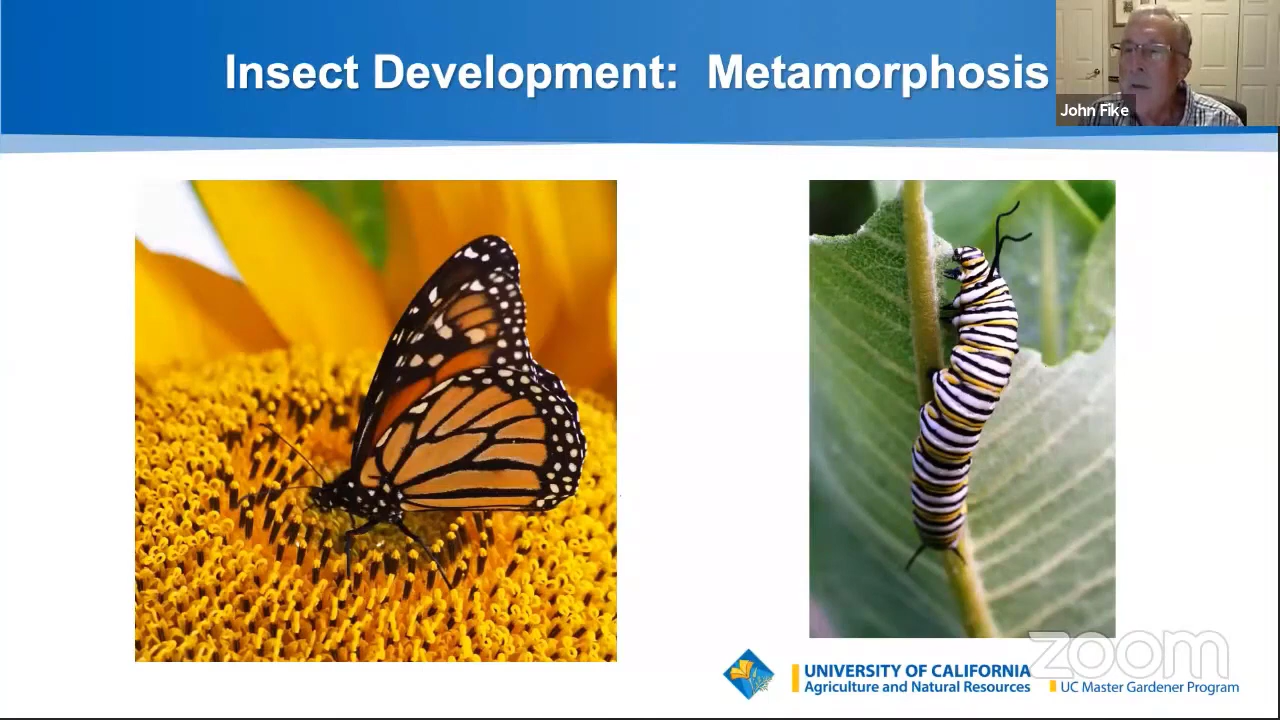 Insect Development:  Metamorphosis
John Fike
UNIVERSITY OF CALIFORNIA
Agriculture and Natural Resources
UC Master Gardener Program
zoom